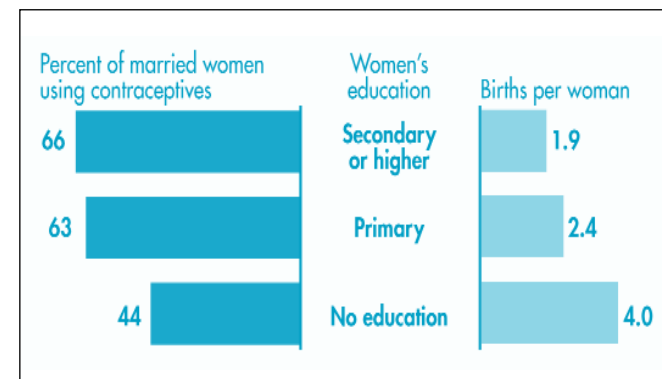 Percent of married women
using contraceptives
Women's
education
Births per woman
66
Secondary
or higher
1.9
63
Primary
2.4
44
No education
4.0